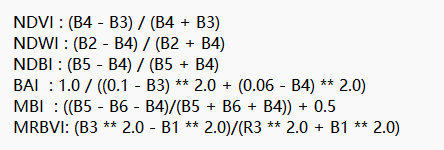 NDVI : (B4 - B3) / (B4 + B3)
NDWI : (B2 - B4) / (B2 + B4)
NDBI : (B5 - B4) / (B5 + B4)
BAI : 1.0 / ((0.1 - B3) ** 2.0 + (0.06 - B4) ** 2.0)
MBI : ((B5 - B6 - B4)/(B5 + B6 + B4)) + 0.5
MRBVI: (B3 ** 2.0 - B1 ** 2.0)/(R3 ** 2.0 + B1 ** 2.0)